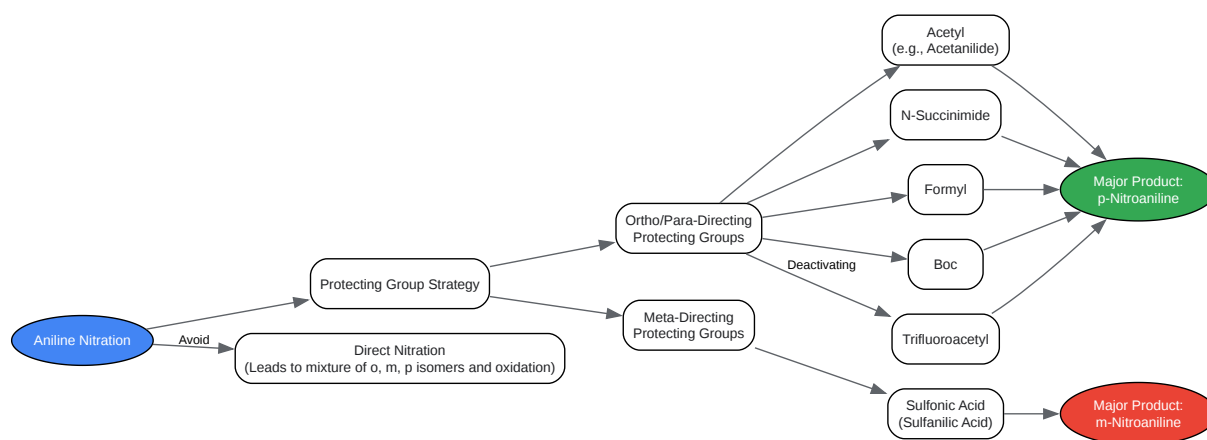 Acetyl
(e.g., Acetanilide)
N-Succinimide
Major Product:
p-Nitroaniline
Formyl
Ortho/Para-Directing
Protecting Groups
Deactivating
Boc
Protecting Group Strategy
Meta-Directing
Protecting Groups
Trifluoroacetyl
Aniline Nitration
Avoid
Direct Nitration
(Leads to mixture of o, m, p isomers and oxidation)
Sulfonic Acid
(Sulfanilic Acid)
Major Product:
m-Nitroaniline